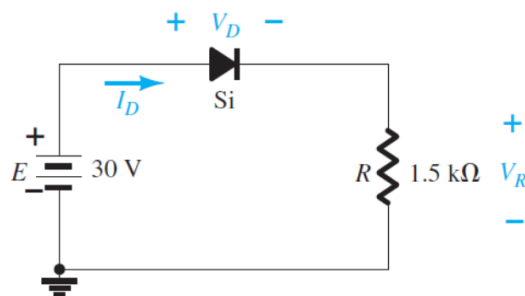 + V_D −
I_D
Si
+
E 30 V
−
R 1.5 kΩ
+
V_R
−